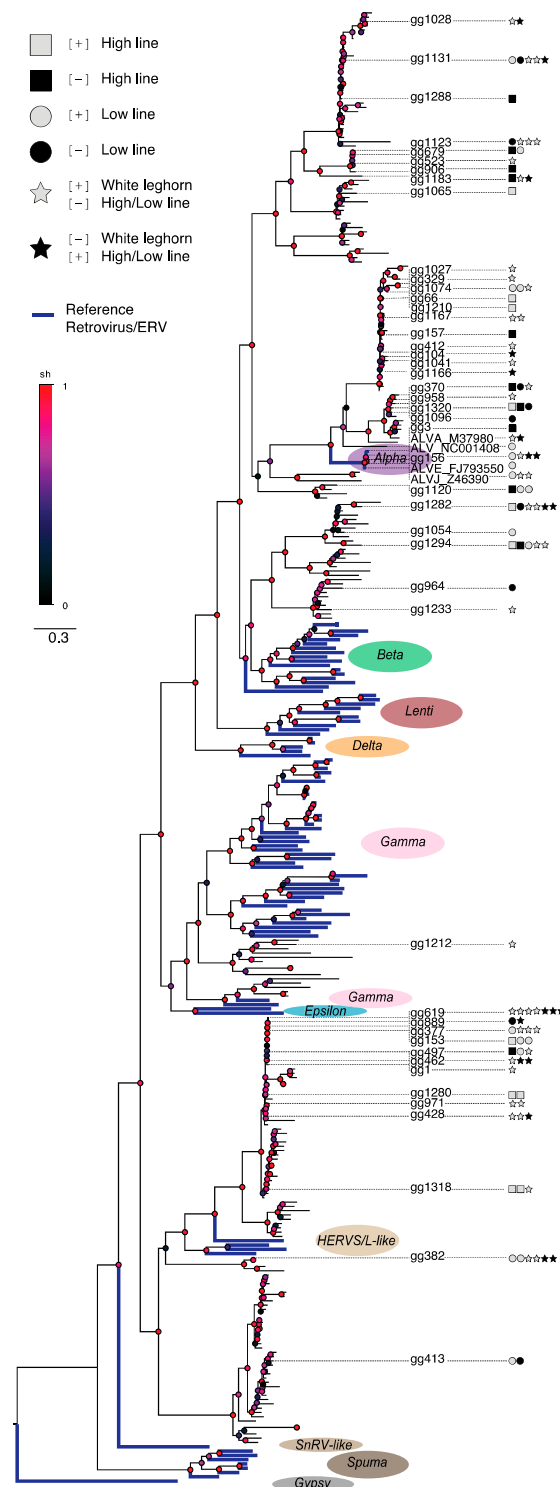 [+] High line
[-] High line
[+] Low line
[-] Low line
[+] White leghorn
[-] High/Low line
[-] White leghorn
[+] High/Low line
Reference
Retrovirus/ERV
sh
1
0
0.3
gg1028
gg1131
gg1288
gg1123
gg679
gg523
gg906
gg1183
gg1065
gg1027
gg329
gg1074
gg66
gg1210
gg1167
gg157
gg412
gg104
gg1041
gg1166
gg370
gg958
gg1320
gg1096
gg3
ALVA_M37980
ALV_NC001408
Alpha
gg156
ALVE_FJ793550
ALVJ_Z46390
gg1120
gg1282
gg1054
gg1294
gg964
gg1233
Beta
Lenti
Delta
Gamma
gg1212
Gamma
Epsilon
gg619
gg889
gg377
gg153
gg497
gg462
gg1
gg1280
gg971
gg428
gg1318
HERVS/L-like
gg382
gg413
SnRV-like
Spuma
Gypsy